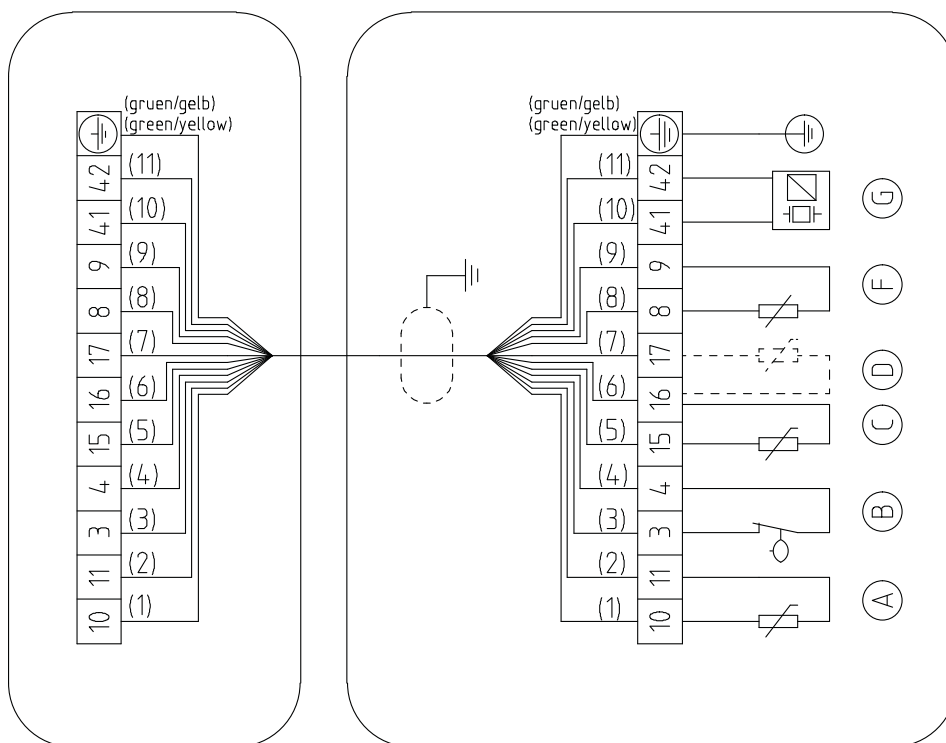 (gruen/gelb) (gruen/gelb)
(green/yellow) (green/yellow)
42 (11) (11) 42
G
41 (10) (10) 41
9 (9) (9) 9
F
8 (8) (8) 8
17 (7) (7) 17
D
16 (6) (6) 16
C
15 (5) (5) 15
4 (4) (4) 4
B
3 (3) (3) 3
11 (2) (2) 11
A
10 (1) (1) 10